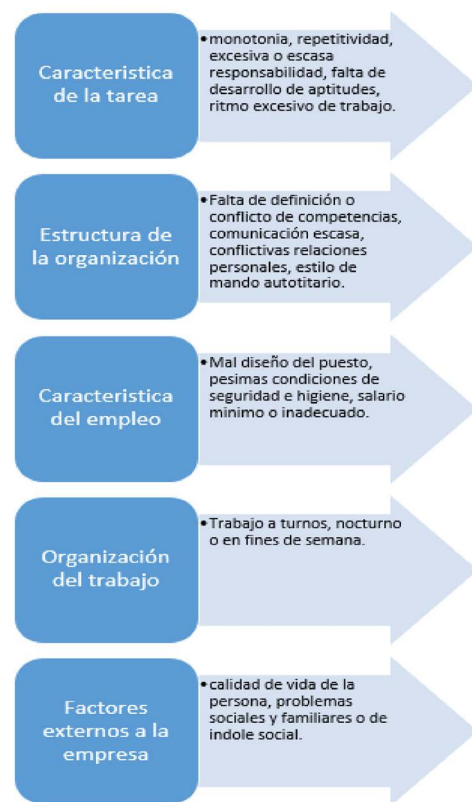 Caracteristica
de la tarea
•monotonia, repetitividad,
excesiva o escasa
responsabilidad, falta de
desarrollo de aptitudes,
ritmo excesivo de trabajo.
Estructura de
la organización
•Falta de definición o
conflicto de competencias,
comunicación escasa,
conflictivas relaciones
personales, estilo de
mando autotitario.
Caracteristica
del empleo
•Mal diseño del puesto,
pesimas condiciones de
seguridad e higiene, salario
minimo o inadecuado.
Organización
del trabajo
•Trabajo a turnos, nocturno
o en fines de semana.
Factores
externos a la
empresa
•calidad de vida de la
persona, problemas
sociales y familiares o de
indole social.